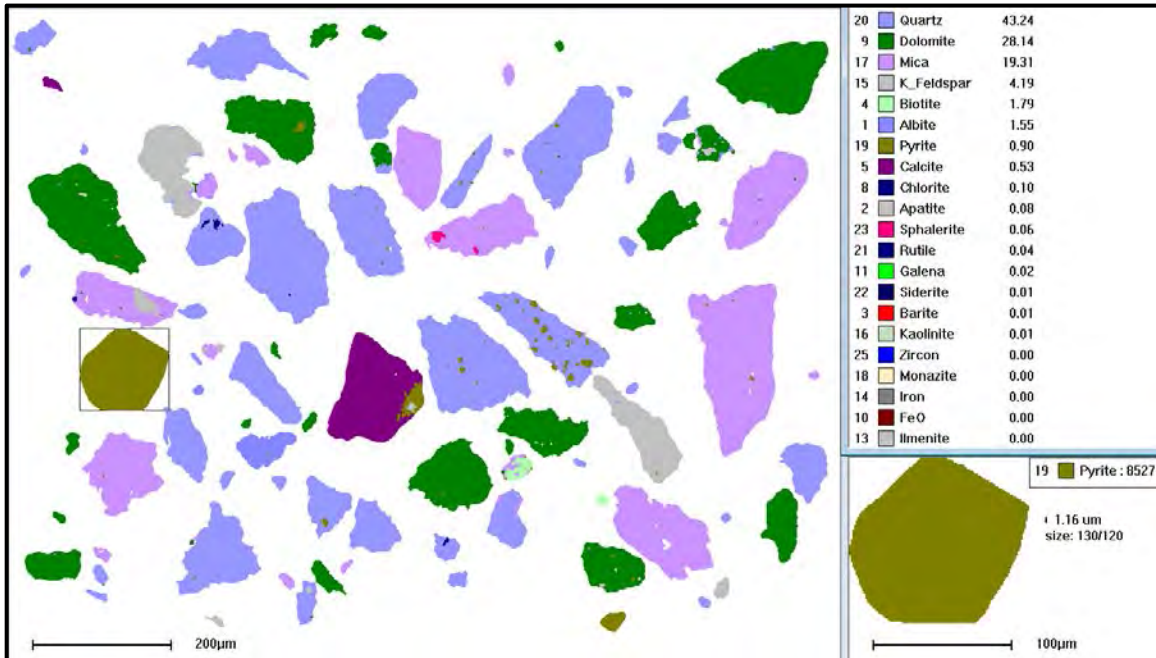 20 Quartz 43.24
9 Dolomite 28.14
17 Mica 19.31
15 K_Feldspar 4.19
4 Biotite 1.79
1 Albite 1.55
19 Pyrite 0.90
5 Calcite 0.53
8 Chlorite 0.10
2 Apatite 0.08
23 Sphalerite 0.06
21 Rutile 0.04
11 Galena 0.02
22 Siderite 0.01
3 Barite 0.01
16 Kaolinite 0.01
25 Zircon 0.00
18 Monazite 0.00
14 Iron 0.00
10 FeO 0.00
13 Ilmenite 0.00
19 Pyrite : 8527
1.16 um
size: 130/120
200µm
100µm